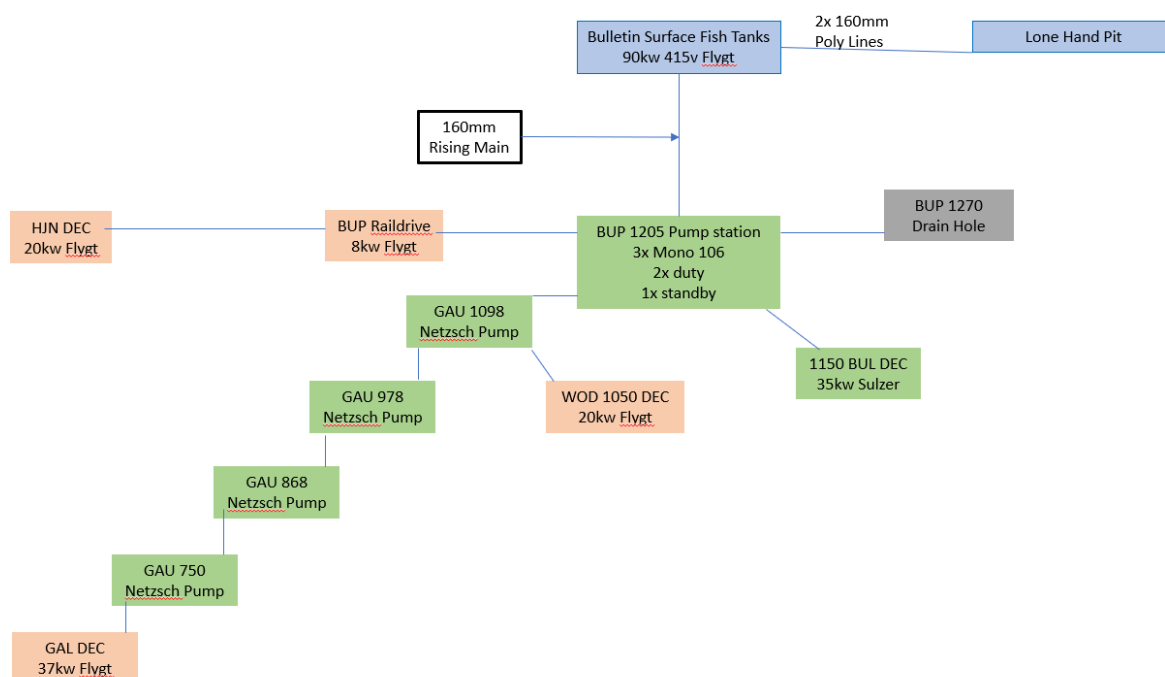 Bulletin Surface Fish Tanks
90kw 415v Flygt
2x 160mm
Poly Lines
Lone Hand Pit
160mm
Rising Main
HJN DEC
20kw Flygt
BUP Raildrive
8kw Flygt
BUP 1205 Pump station
3x Mono 106
2x duty
1x standby
BUP 1270
Drain Hole
GAU 1098
Netzsch Pump
1150 BUL DEC
35kw Sulzer
GAU 978
Netzsch Pump
WOD 1050 DEC
20kw Flygt
GAU 868
Netzsch Pump
GAU 750
Netzsch Pump
GAL DEC
37kw Flygt